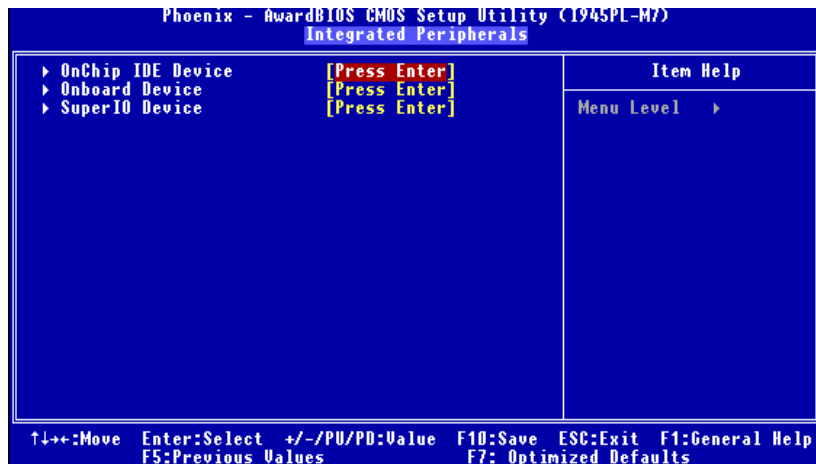 Phoenix - AwardBIOS CMOS Setup Utility (I945PL-M7)
Integrated Peripherals
▸ OnChip IDE Device [Press Enter]
▸ Onboard Device [Press Enter]
▸ SuperIO Device [Press Enter]
Item Help
Menu Level ▸
↑↓→←:Move Enter:Select +/-/PU/PD:Value F10:Save ESC:Exit F1:General Help
F5:Previous Values F7: Optimized Defaults